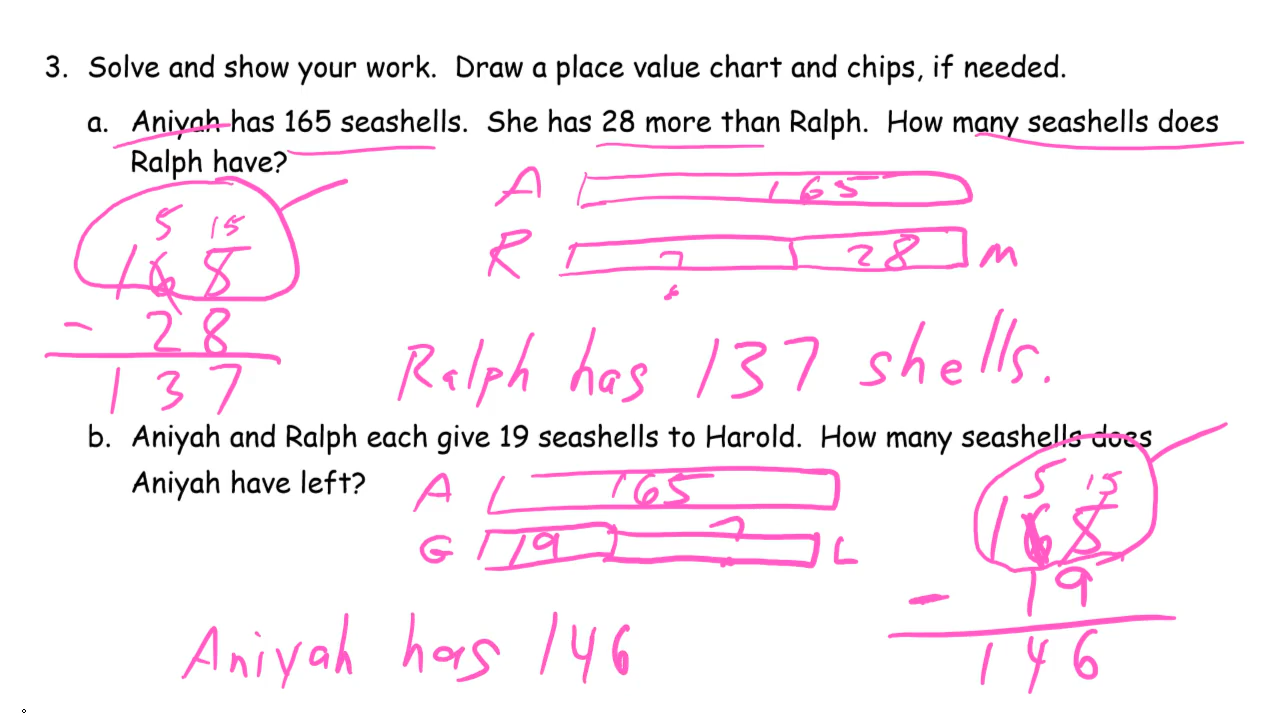 3. Solve and show your work. Draw a place value chart and chips, if needed.
a. Aniyah has 165 seashells. She has 28 more than Ralph. How many seashells does
Ralph have?
A 165
R ? 28 M
5 15
165
- 28
137
Ralph has 137 shells.
b. Aniyah and Ralph each give 19 seashells to Harold. How many seashells does
Aniyah have left?
A 165
G 19 ? L
5 15
165
- 19
146
Aniyah has 146